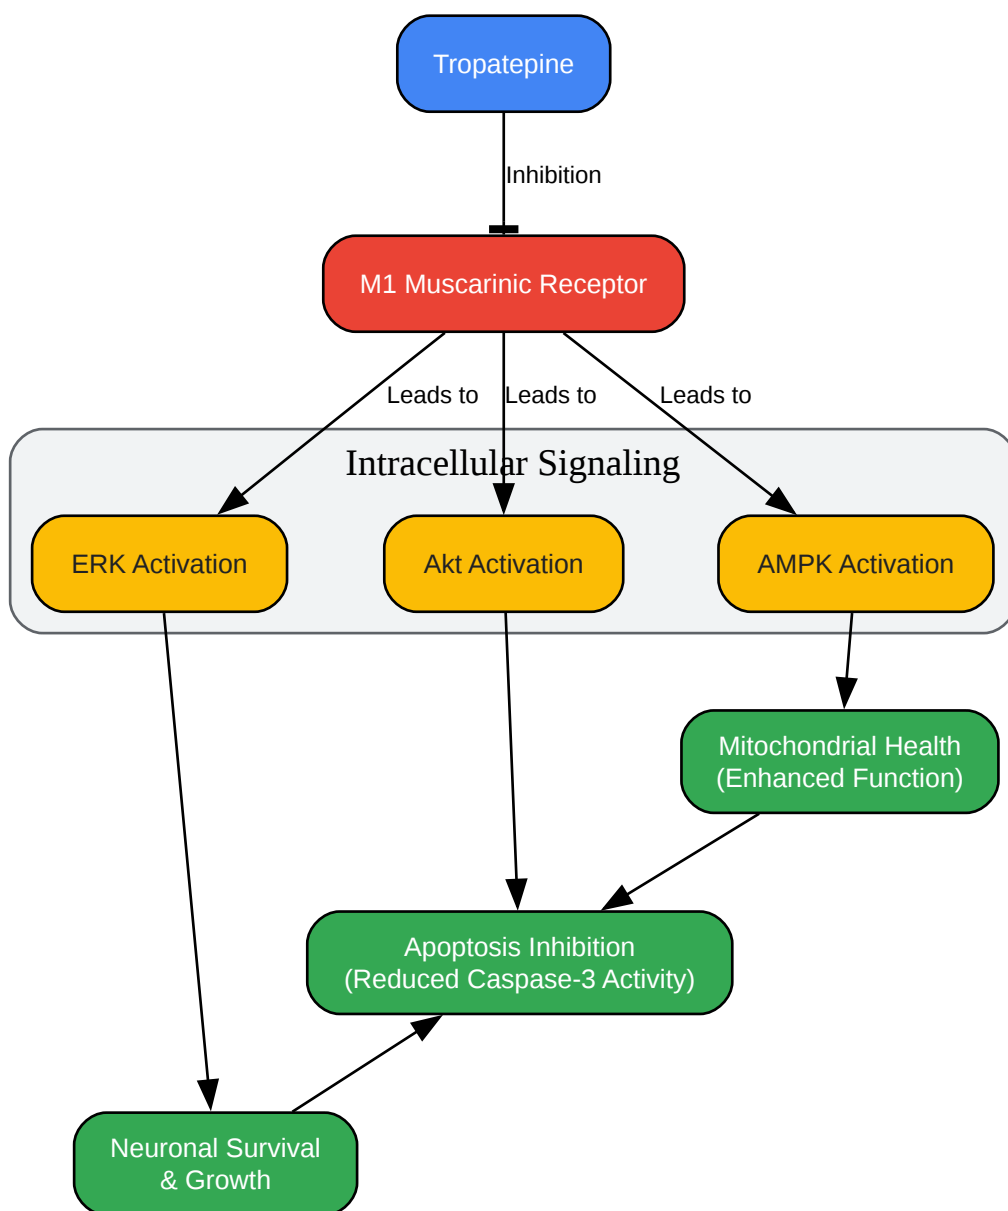 Tropatepine
Inhibition
M1 Muscarinic Receptor
Leads to
Leads to
Leads to
Intracellular Signaling
ERK Activation
Akt Activation
AMPK Activation
Mitochondrial Health
(Enhanced Function)
Apoptosis Inhibition
(Reduced Caspase-3 Activity)
Neuronal Survival
& Growth